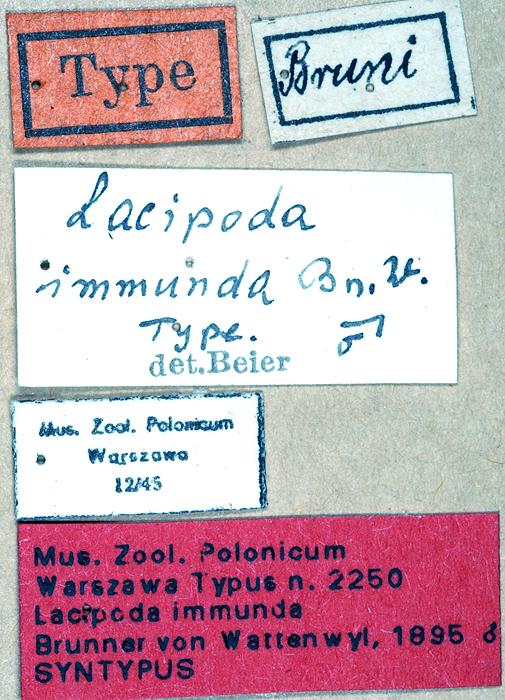 Type
Bruni
Lacipoda
immunda Bn.W.
Type. ♂
det. Beier
Mus. Zool. Polonicum
Warszawa
12/45
Mus. Zool. Polonicum
Warszawa Typus n. 2250
Lacipoda immunda
Brunner von Wattenwyl, 1895 ♂
SYNTYPUS